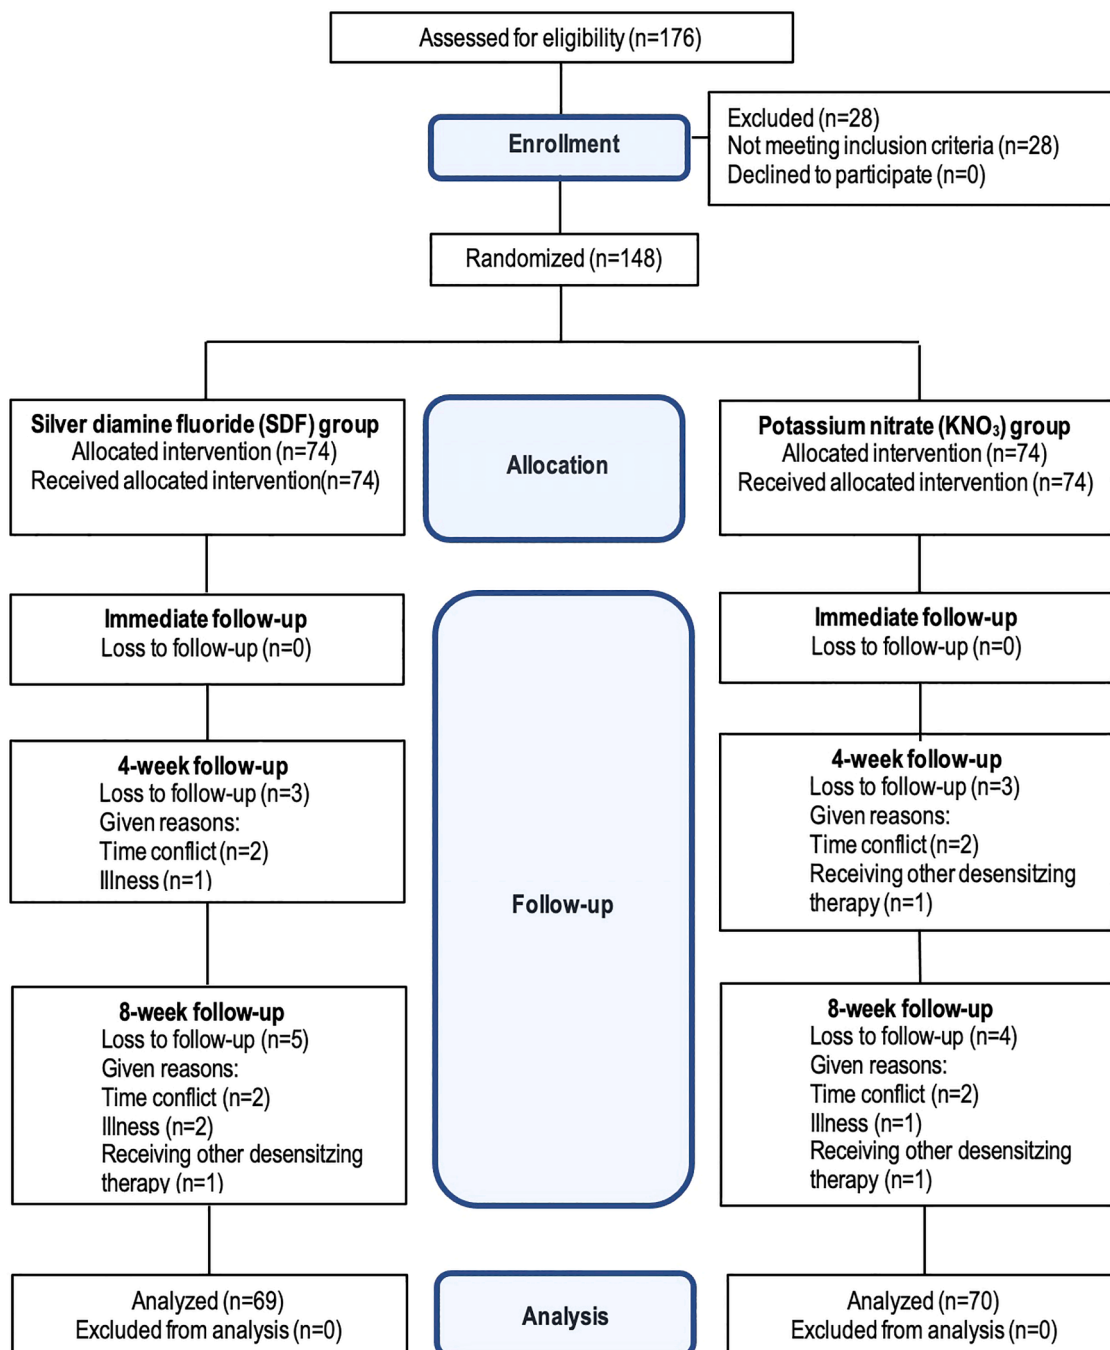 Assessed for eligibility (n=176)
Enrollment
Excluded (n=28)
Not meeting inclusion criteria (n=28)
Declined to participate (n=0)
Randomized (n=148)
Silver diamine fluoride (SDF) group
Allocated intervention (n=74)
Received allocated intervention(n=74)
Allocation
Potassium nitrate (KNO₃) group
Allocated intervention (n=74)
Received allocated intervention (n=74)
Immediate follow-up
Loss to follow-up (n=0)
Immediate follow-up
Loss to follow-up (n=0)
4-week follow-up
Loss to follow-up (n=3)
Given reasons:
Time conflict (n=2)
Illness (n=1)
4-week follow-up
Loss to follow-up (n=3)
Given reasons:
Time conflict (n=2)
Receiving other desensitzing
therapy (n=1)
Follow-up
8-week follow-up
Loss to follow-up (n=5)
Given reasons:
Time conflict (n=2)
Illness (n=2)
Receiving other desensitzing
therapy (n=1)
8-week follow-up
Loss to follow-up (n=4)
Given reasons:
Time conflict (n=2)
Illness (n=1)
Receiving other desensitzing
therapy (n=1)
Analyzed (n=69)
Excluded from analysis (n=0)
Analysis
Analyzed (n=70)
Excluded from analysis (n=0)